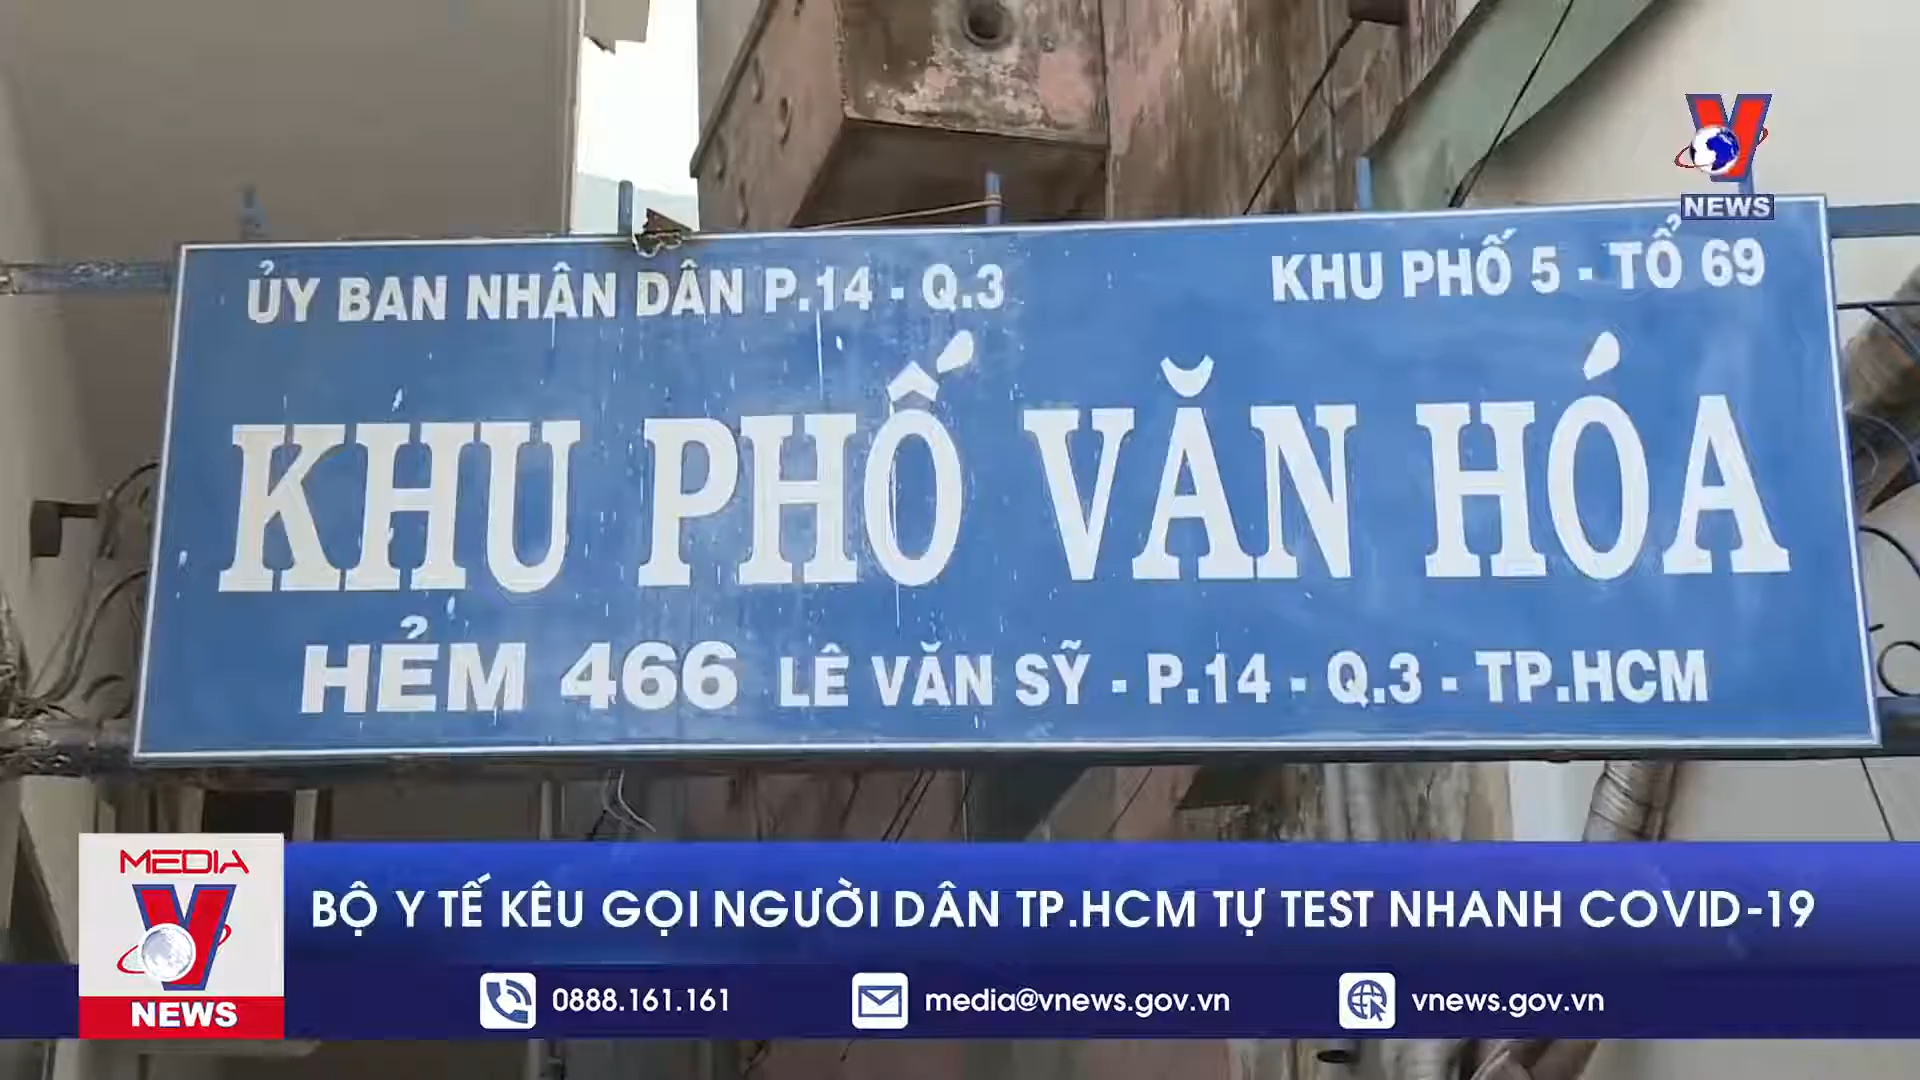 V
NEWS
ỦY BAN NHÂN DÂN P.14 - Q.3
KHU PHỐ 5 - TỔ 69
KHU PHỐ VĂN HÓA
HẺM 466 LÊ VĂN SỸ - P.14 - Q.3 - TP.HCM
MEDIA
V
NEWS
BỘ Y TẾ KÊU GỌI NGƯỜI DÂN TP.HCM TỰ TEST NHANH COVID-19
0888.161.161
media@vnews.gov.vn
vnews.gov.vn